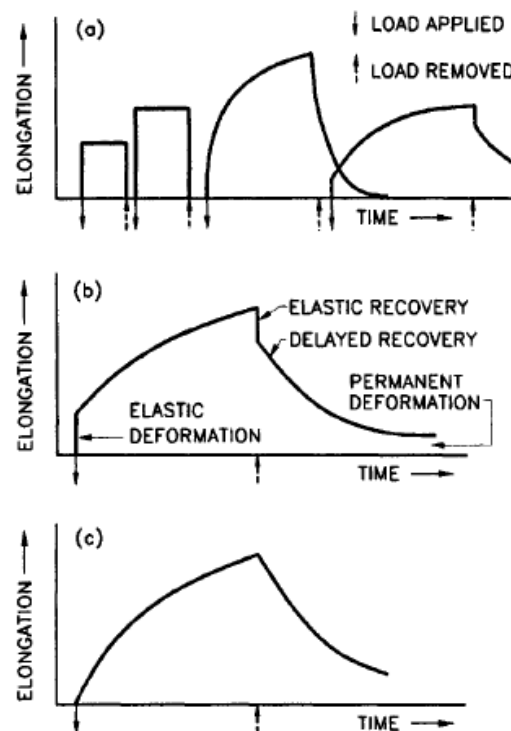 (a)
LOAD APPLIED
LOAD REMOVED
ELONGATION
TIME
(b)
ELASTIC RECOVERY
DELAYED RECOVERY
PERMANENT
DEFORMATION
ELASTIC
DEFORMATION
ELONGATION
TIME
(c)
ELONGATION
TIME